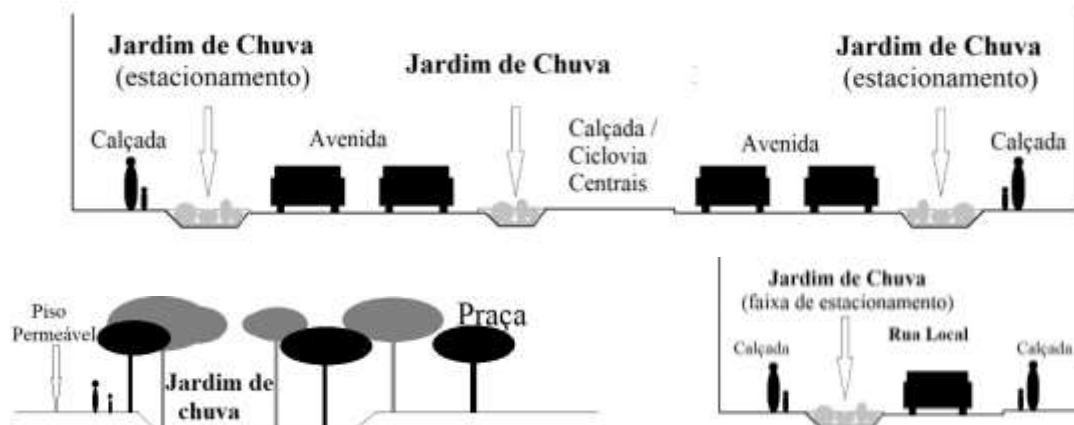 Jardim de Chuva
(estacionamento)
Jardim de Chuva
Jardim de Chuva
(estacionamento)
Calçada
Avenida
Calçada /
Ciclovia
Centrais
Avenida
Calçada
Piso
Permeável
Praça
Jardim de
chuva
Jardim de Chuva
(faixa de estacionamento)
Rua Local
Calçada
Calçada